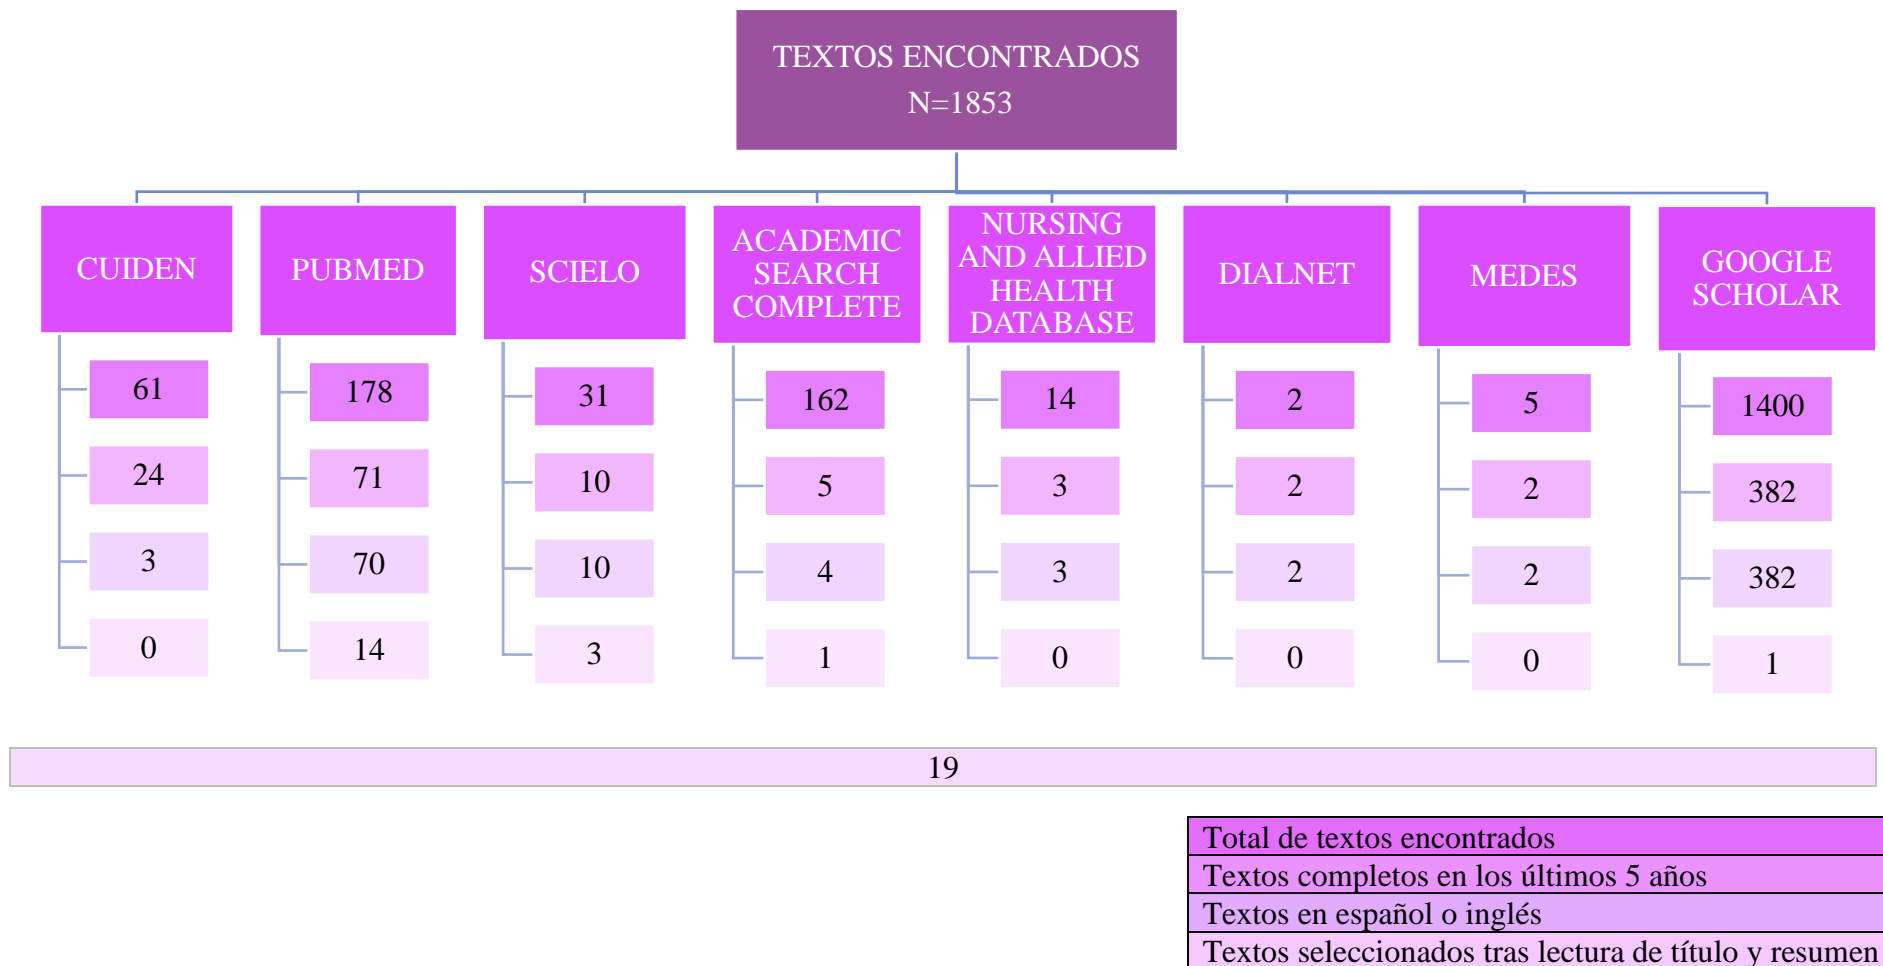 TEXTOS ENCONTRADOS
N=1853
CUIDEN
PUBMED
SCIELO
ACADEMIC
SEARCH
COMPLETE
NURSING
AND ALLIED
HEALTH
DATABASE
DIALNET
MEDES
GOOGLE
SCHOLAR
61
178
31
162
14
2
5
1400
24
71
10
5
3
2
2
382
3
70
10
4
3
2
2
382
0
14
3
1
0
0
0
1
19
Total de textos encontrados
Textos completos en los últimos 5 años
Textos en español o inglés
Textos seleccionados tras lectura de título y resumen